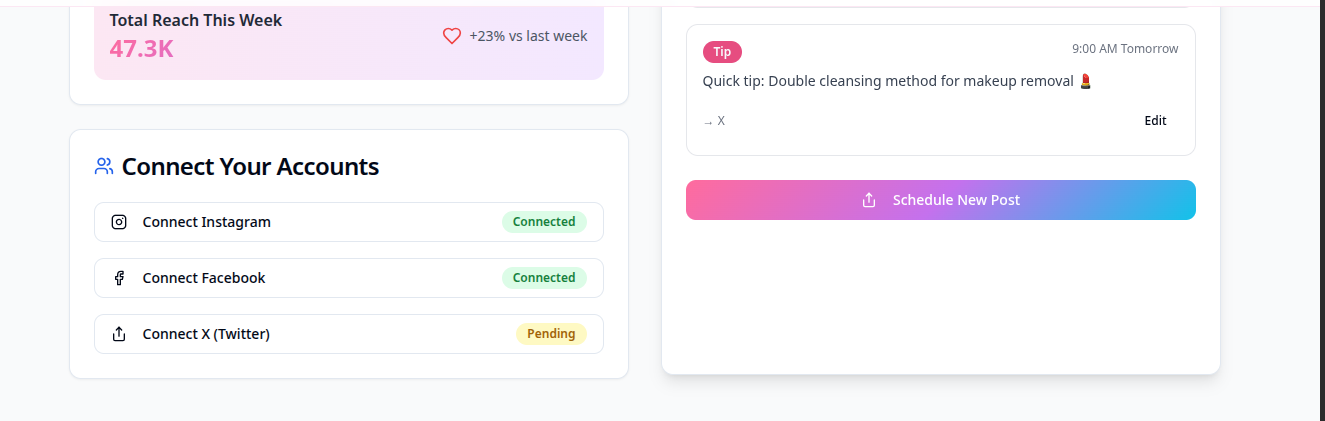 Total Reach This Week
47.3K
+23% vs last week
Connect Your Accounts
Connect Instagram
Connected
Connect Facebook
Connected
Connect X (Twitter)
Pending
Tip
9:00 AM Tomorrow
Quick tip: Double cleansing method for makeup removal 💄
→ X
Edit
Schedule New Post